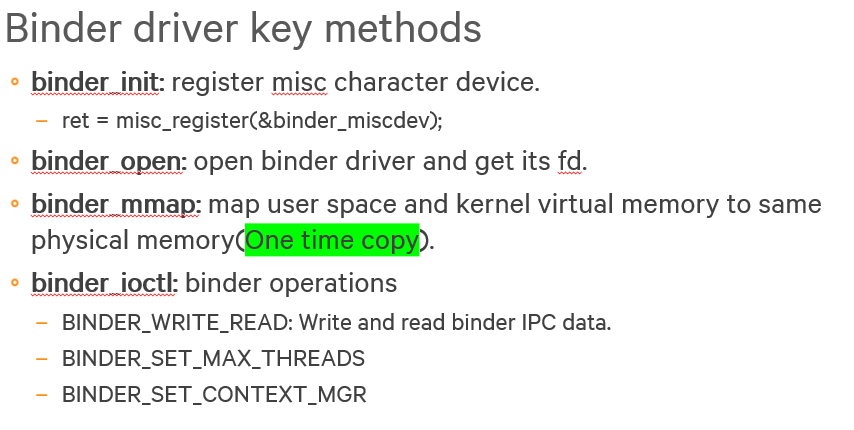 Binder driver key methods
binder_init: register misc character device.
– ret = misc_register(&binder_miscdev);
binder_open: open binder driver and get its fd.
binder_mmap: map user space and kernel virtual memory to same
physical memory(One time copy).
binder_ioctl: binder operations
– BINDER_WRITE_READ: Write and read binder IPC data.
– BINDER_SET_MAX_THREADS
– BINDER_SET_CONTEXT_MGR